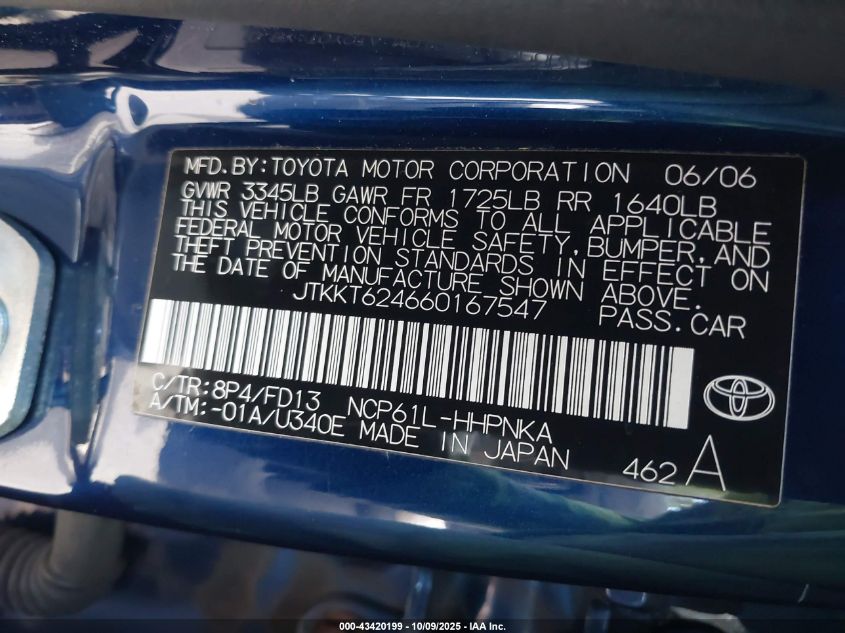 MFD.BY:TOYOTA MOTOR CORPORATION 06/06
GVWR 3345LB GAWR FR 1725LB RR 1640LB
THIS VEHICLE CONFORMS TO ALL APPLICABLE
FEDERAL MOTOR VEHICLE SAFETY,BUMPER,AND
THEFT PREVENTION STANDARDS IN EFFECT ON
THE DATE OF MANUFACTURE SHOWN ABOVE.
JTKKT624660167547 PASS.CAR
C/TR:8P4/FD13 NCP61L-HHPNKA
A/TM:-01A/U340E MADE IN JAPAN
462 A
000-43420199 - 10/09/2025 - IAA Inc.